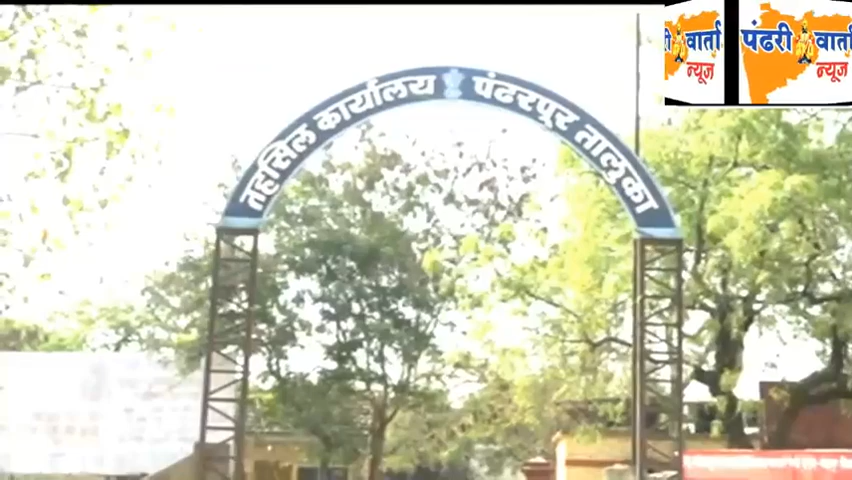 पंढरी वार्ता
न्यूज
वार्ता
न्यूज
तहसिल कार्यालय पंढरपूर तालुका